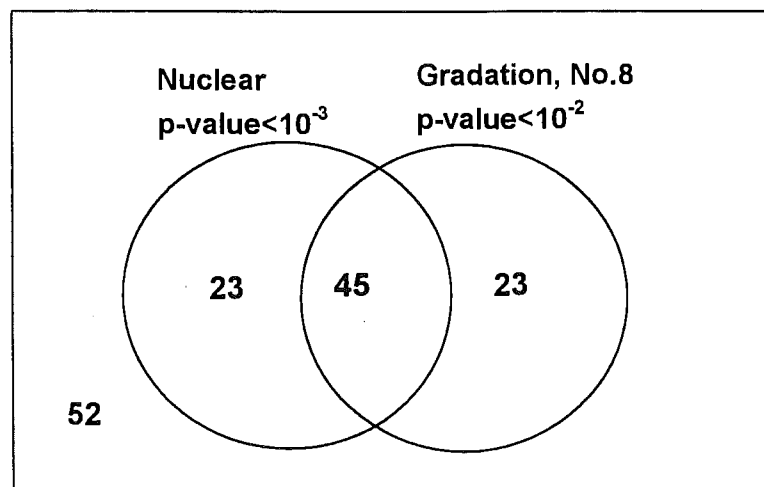 Nuclear
p-value<10⁻³
Gradation, No.8
p-value<10⁻²
23
45
23
52